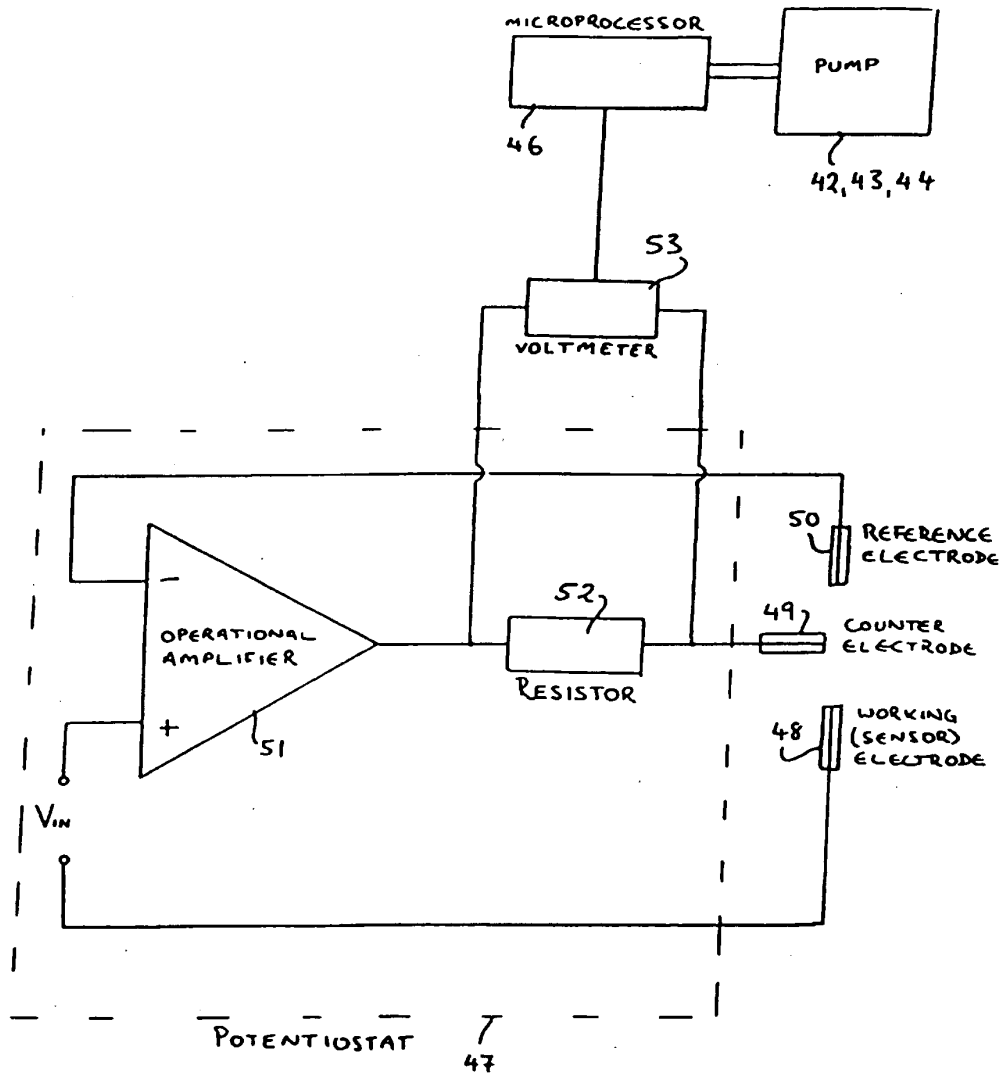 MICROPROCESSOR
PUMP
46
42, 43, 44
53
VOLTMETER
50
REFERENCE
ELECTRODE
-
OPERATIONAL
AMPLIFIER
52
49
COUNTER
ELECTRODE
RESISTOR
+
51
48
WORKING
(SENSOR)
ELECTRODE
VIN
POTENTIOSTAT
47